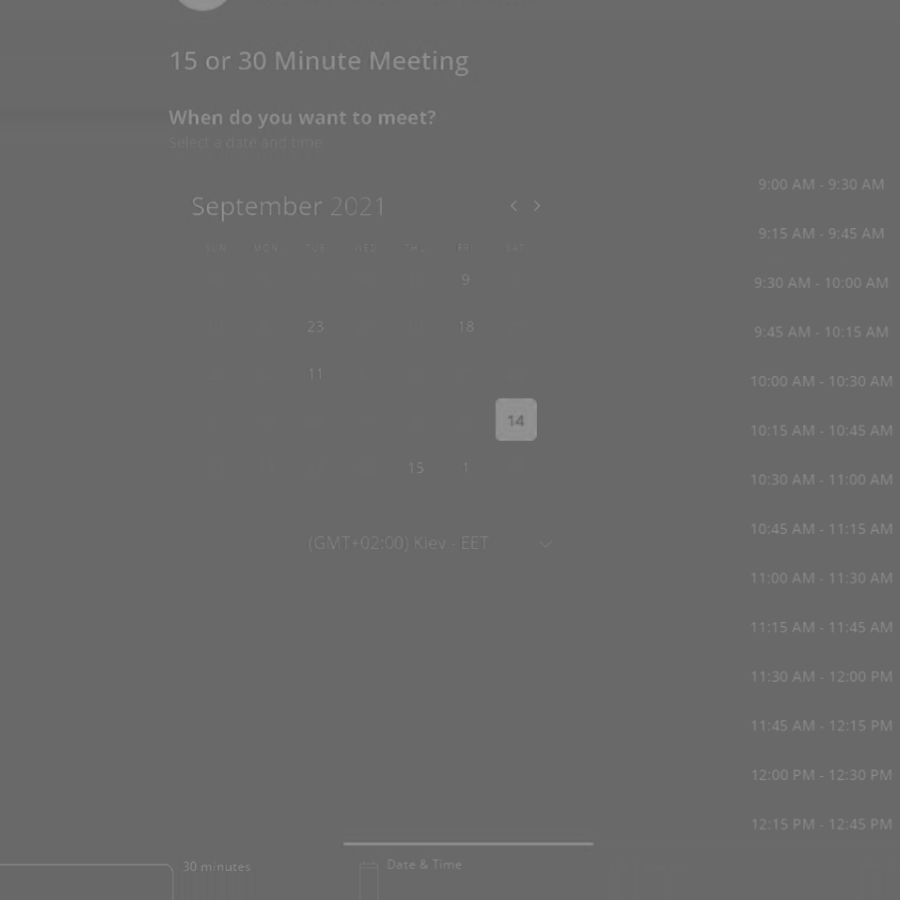 15 or 30 Minute Meeting
When do you want to meet?
Select a date and time
September 2021
SUN MON TUE WED THU FRI SAT
9
23 18
11
14
15 1
(GMT+02:00) Kiev - EET
9:00 AM - 9:30 AM
9:15 AM - 9:45 AM
9:30 AM - 10:00 AM
9:45 AM - 10:15 AM
10:00 AM - 10:30 AM
10:15 AM - 10:45 AM
10:30 AM - 11:00 AM
10:45 AM - 11:15 AM
11:00 AM - 11:30 AM
11:15 AM - 11:45 AM
11:30 AM - 12:00 PM
11:45 AM - 12:15 PM
12:00 PM - 12:30 PM
12:15 PM - 12:45 PM
30 minutes
Date & Time